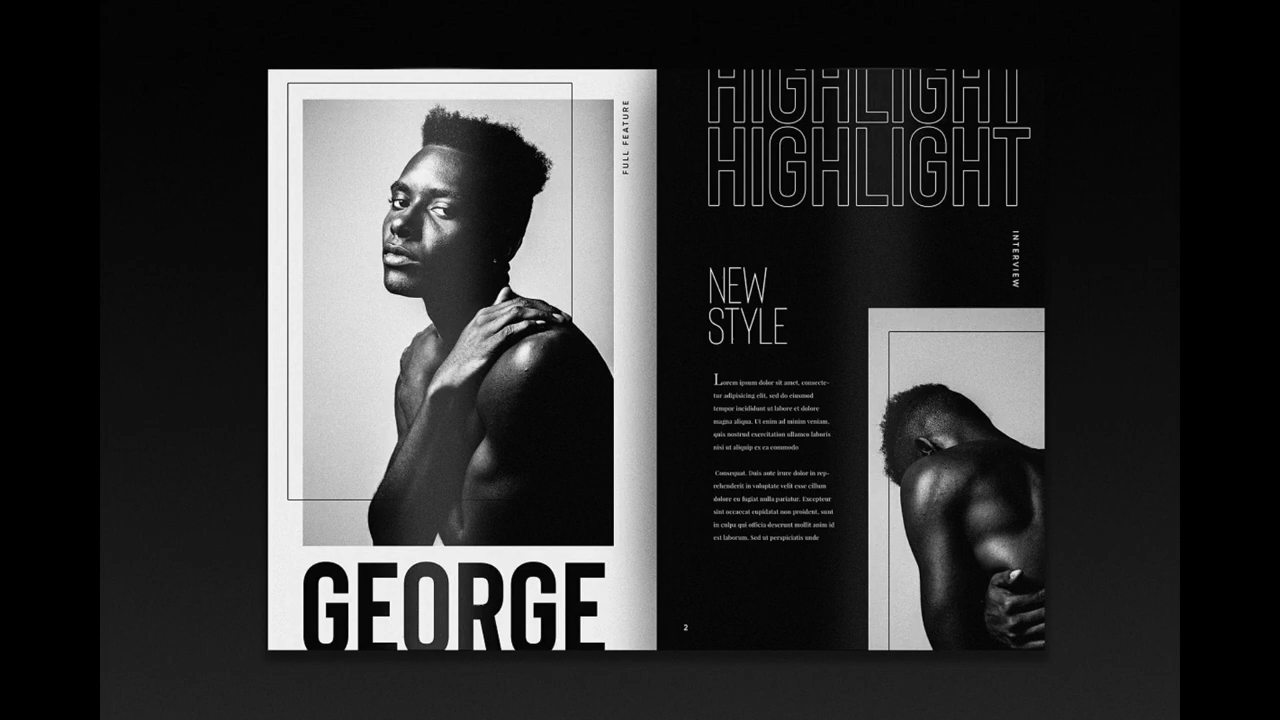 FULL FEATURE
GEORGE
HIGHLIGHT
HIGHLIGHT
INTERVIEW
NEW
STYLE
Lorem ipsum dolor sit amet, consecte-
tur adipisicing elit, sed do eiusmod
tempor incididunt ut labore et dolore
magna aliqua. Ut enim ad minim veniam,
quis nostrud exercitation ullamco laboris
nisi ut aliquip ex ea commodo
Consequat. Duis aute irure dolor in rep-
rehenderit in voluptate velit esse cillum
dolore eu fugiat nulla pariatur. Excepteur
sint occaecat cupidatat non proident, sunt
in culpa qui officia deserunt mollit anim id
est laborum. Sed ut perspiciatis unde
2